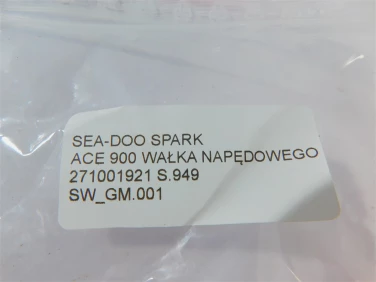 SEA-DOO SPARK
ACE 900 WAŁKA NAPĘDOWEGO
271001921 S.949
SW_GM.001